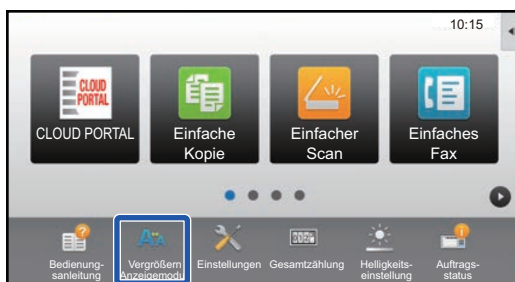 10:15
CLOUD
PORTAL
CLOUD PORTAL
Einfache
Kopie
Einfacher
Scan
Einfaches
Fax
Bedienung-
sanleitung
Vergrößern
Anzeigemodu
Einstellungen
Gesamtzählung
Helligkeits-
einstellung
Auftrags-
status